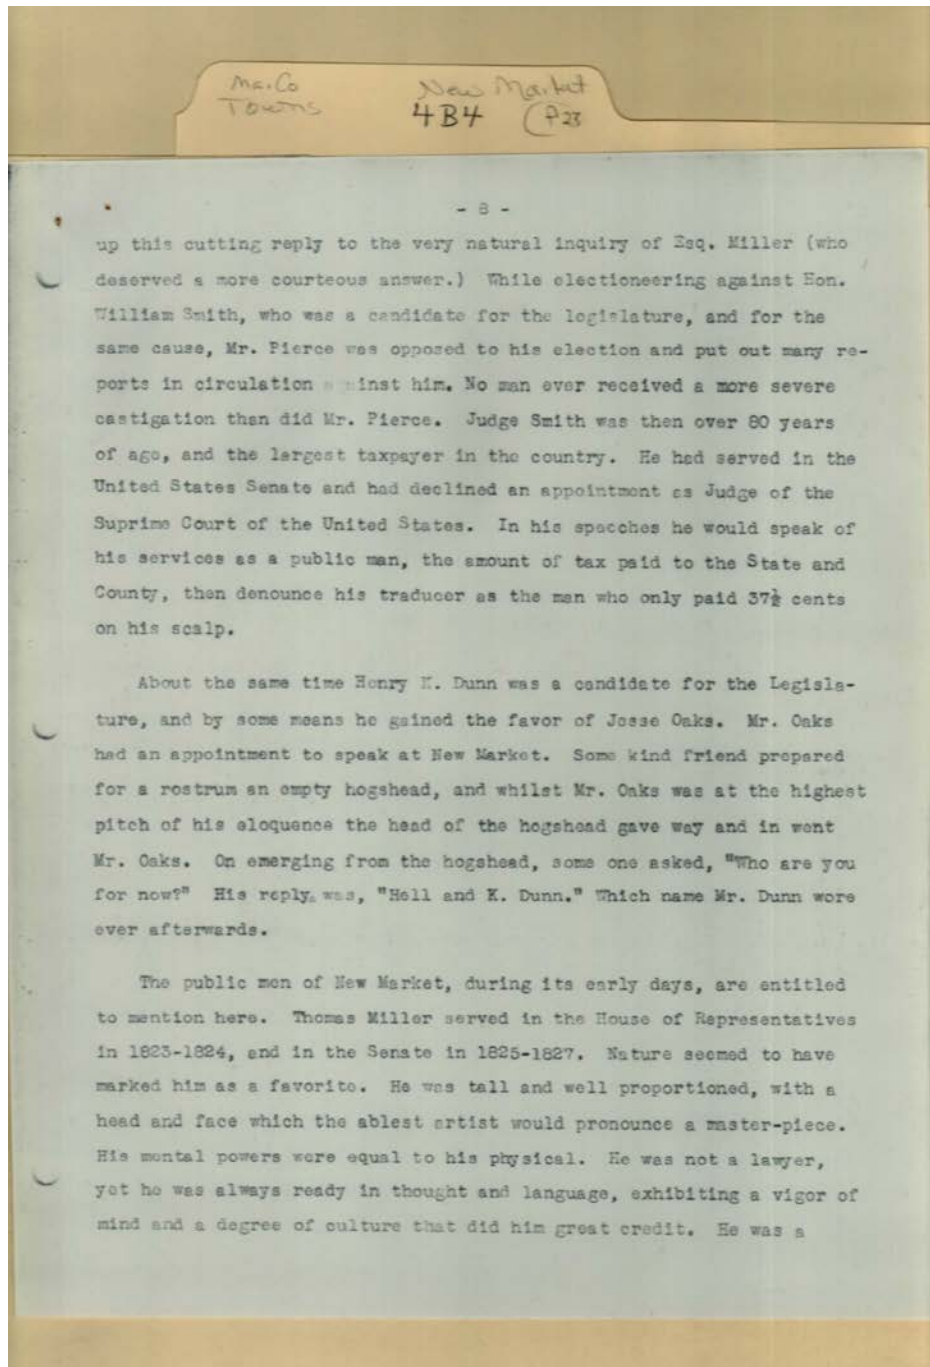 Ma.Co New Market
Towns 4B4 P23
- 8 -
up this cutting reply to the very natural inquiry of Esq. Miller (who
deserved a more courteous answer.) While electioneering against Hon.
William Smith, who was a candidate for the legislature, and for the
same cause, Mr. Pierce was opposed to his election and put out many re-
ports in circulation inst him. No man ever received a more severe
castigation than did Mr. Pierce. Judge Smith was then over 80 years
of age, and the largest taxpayer in the country. He had served in the
United States Senate and had declined an appointment as Judge of the
Suprime Court of the United States. In his speeches he would speak of
his services as a public man, the amount of tax paid to the State and
County, then denounce his traducer as the man who only paid 37½ cents
on his scalp.
About the same time Henry K. Dunn was a candidate for the Legisla-
ture, and by some means he gained the favor of Jesse Oaks. Mr. Oaks
had an appointment to speak at New Market. Some kind friend prepared
for a rostrum an empty hogshead, and whilst Mr. Oaks was at the highest
pitch of his eloquence the head of the hogshead gave way and in went
Mr. Oaks. On emerging from the hogshead, some one asked, "Who are you
for now?" His reply was, "Hell and K. Dunn." Which name Mr. Dunn wore
ever afterwards.
The public men of New Market, during its early days, are entitled
to mention here. Thomas Miller served in the House of Representatives
in 1823-1824, and in the Senate in 1825-1827. Nature seemed to have
marked him as a favorite. He was tall and well proportioned, with a
head and face which the ablest artist would pronounce a master-piece.
His mental powers were equal to his physical. He was not a lawyer,
yet he was always ready in thought and language, exhibiting a vigor of
mind and a degree of culture that did him great credit. He was a